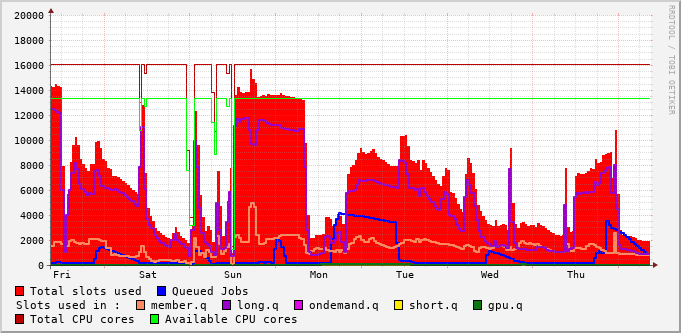 20000
18000
16000
14000
12000
10000
8000
6000
4000
2000
0
Fri Sat Sun Mon Tue Wed Thu
Total slots used Queued Jobs
Slots used in : member.q long.q ondemand.q short.q gpu.q
Total CPU cores Available CPU cores
RRDTOOL / TOBI OETIKER